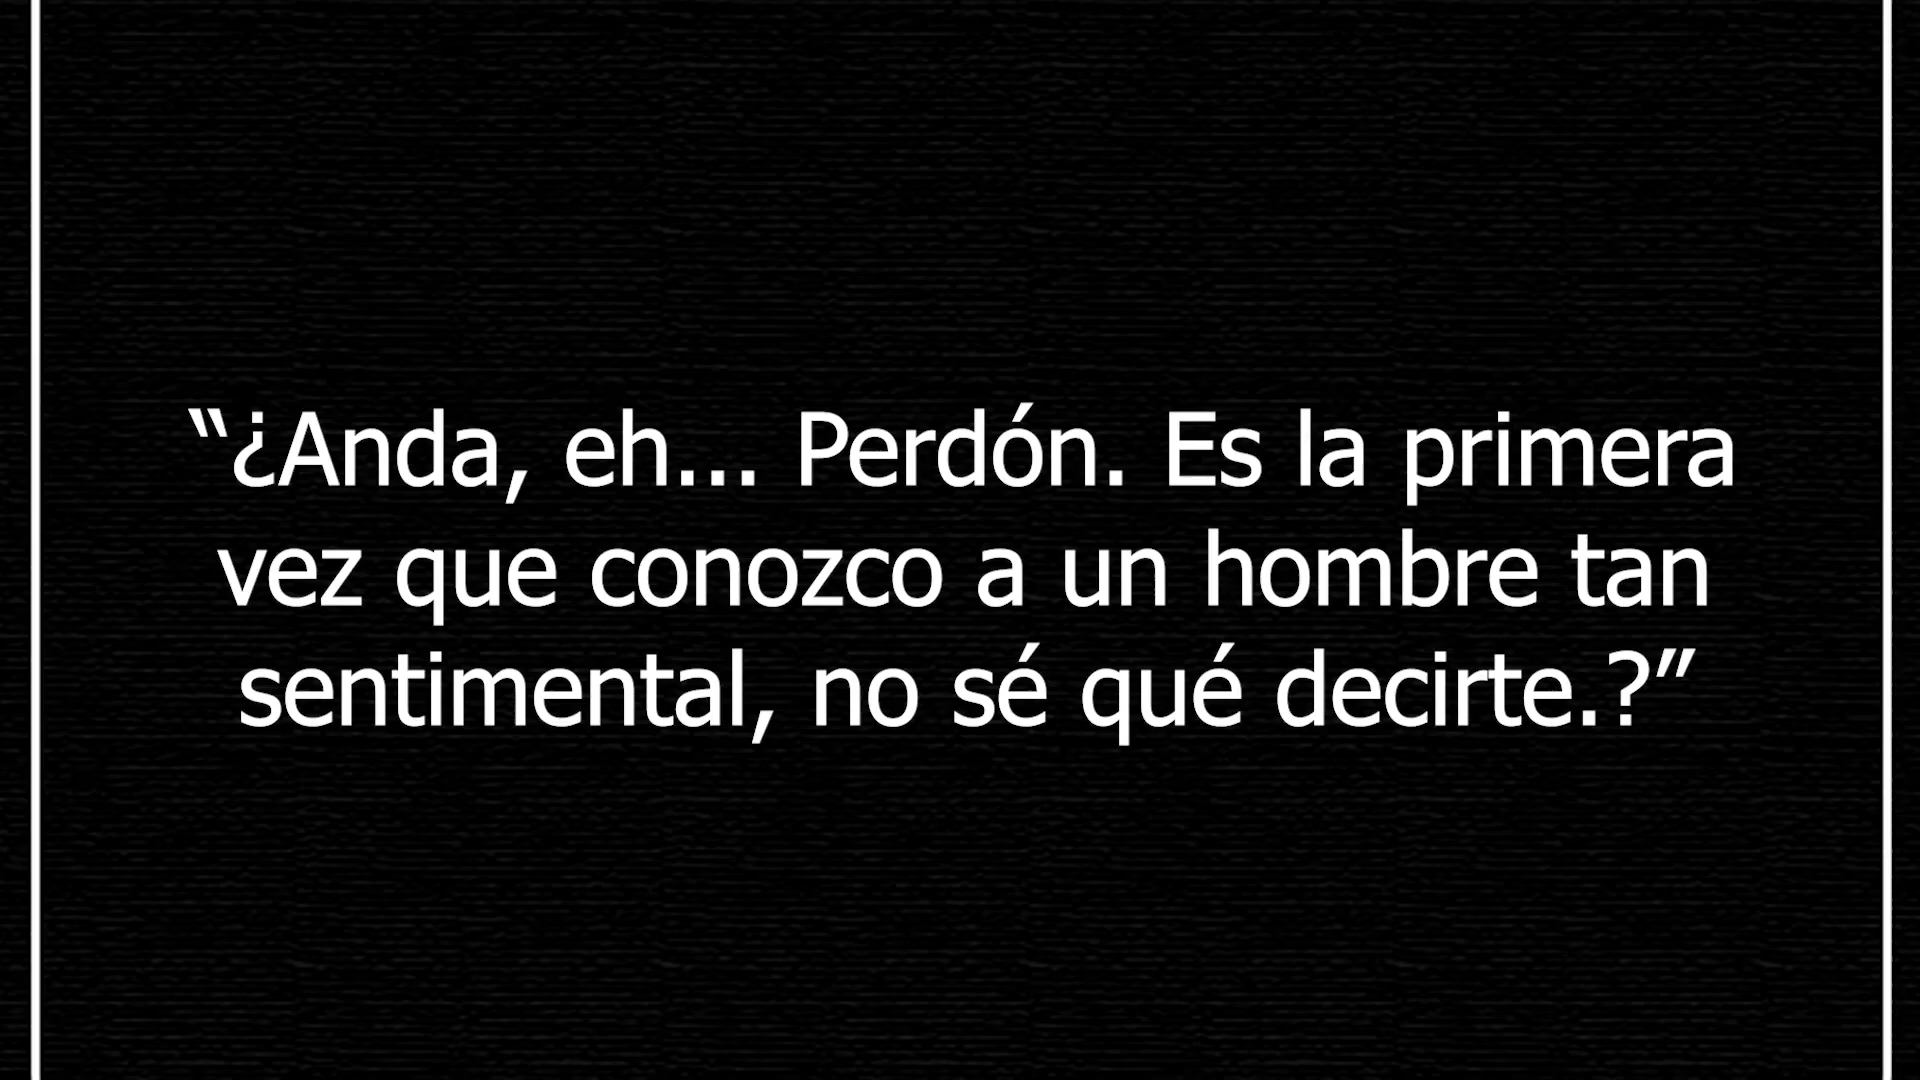 “¿Anda, eh... Perdón. Es la primera
vez que conozco a un hombre tan
sentimental, no sé qué decirte.?”